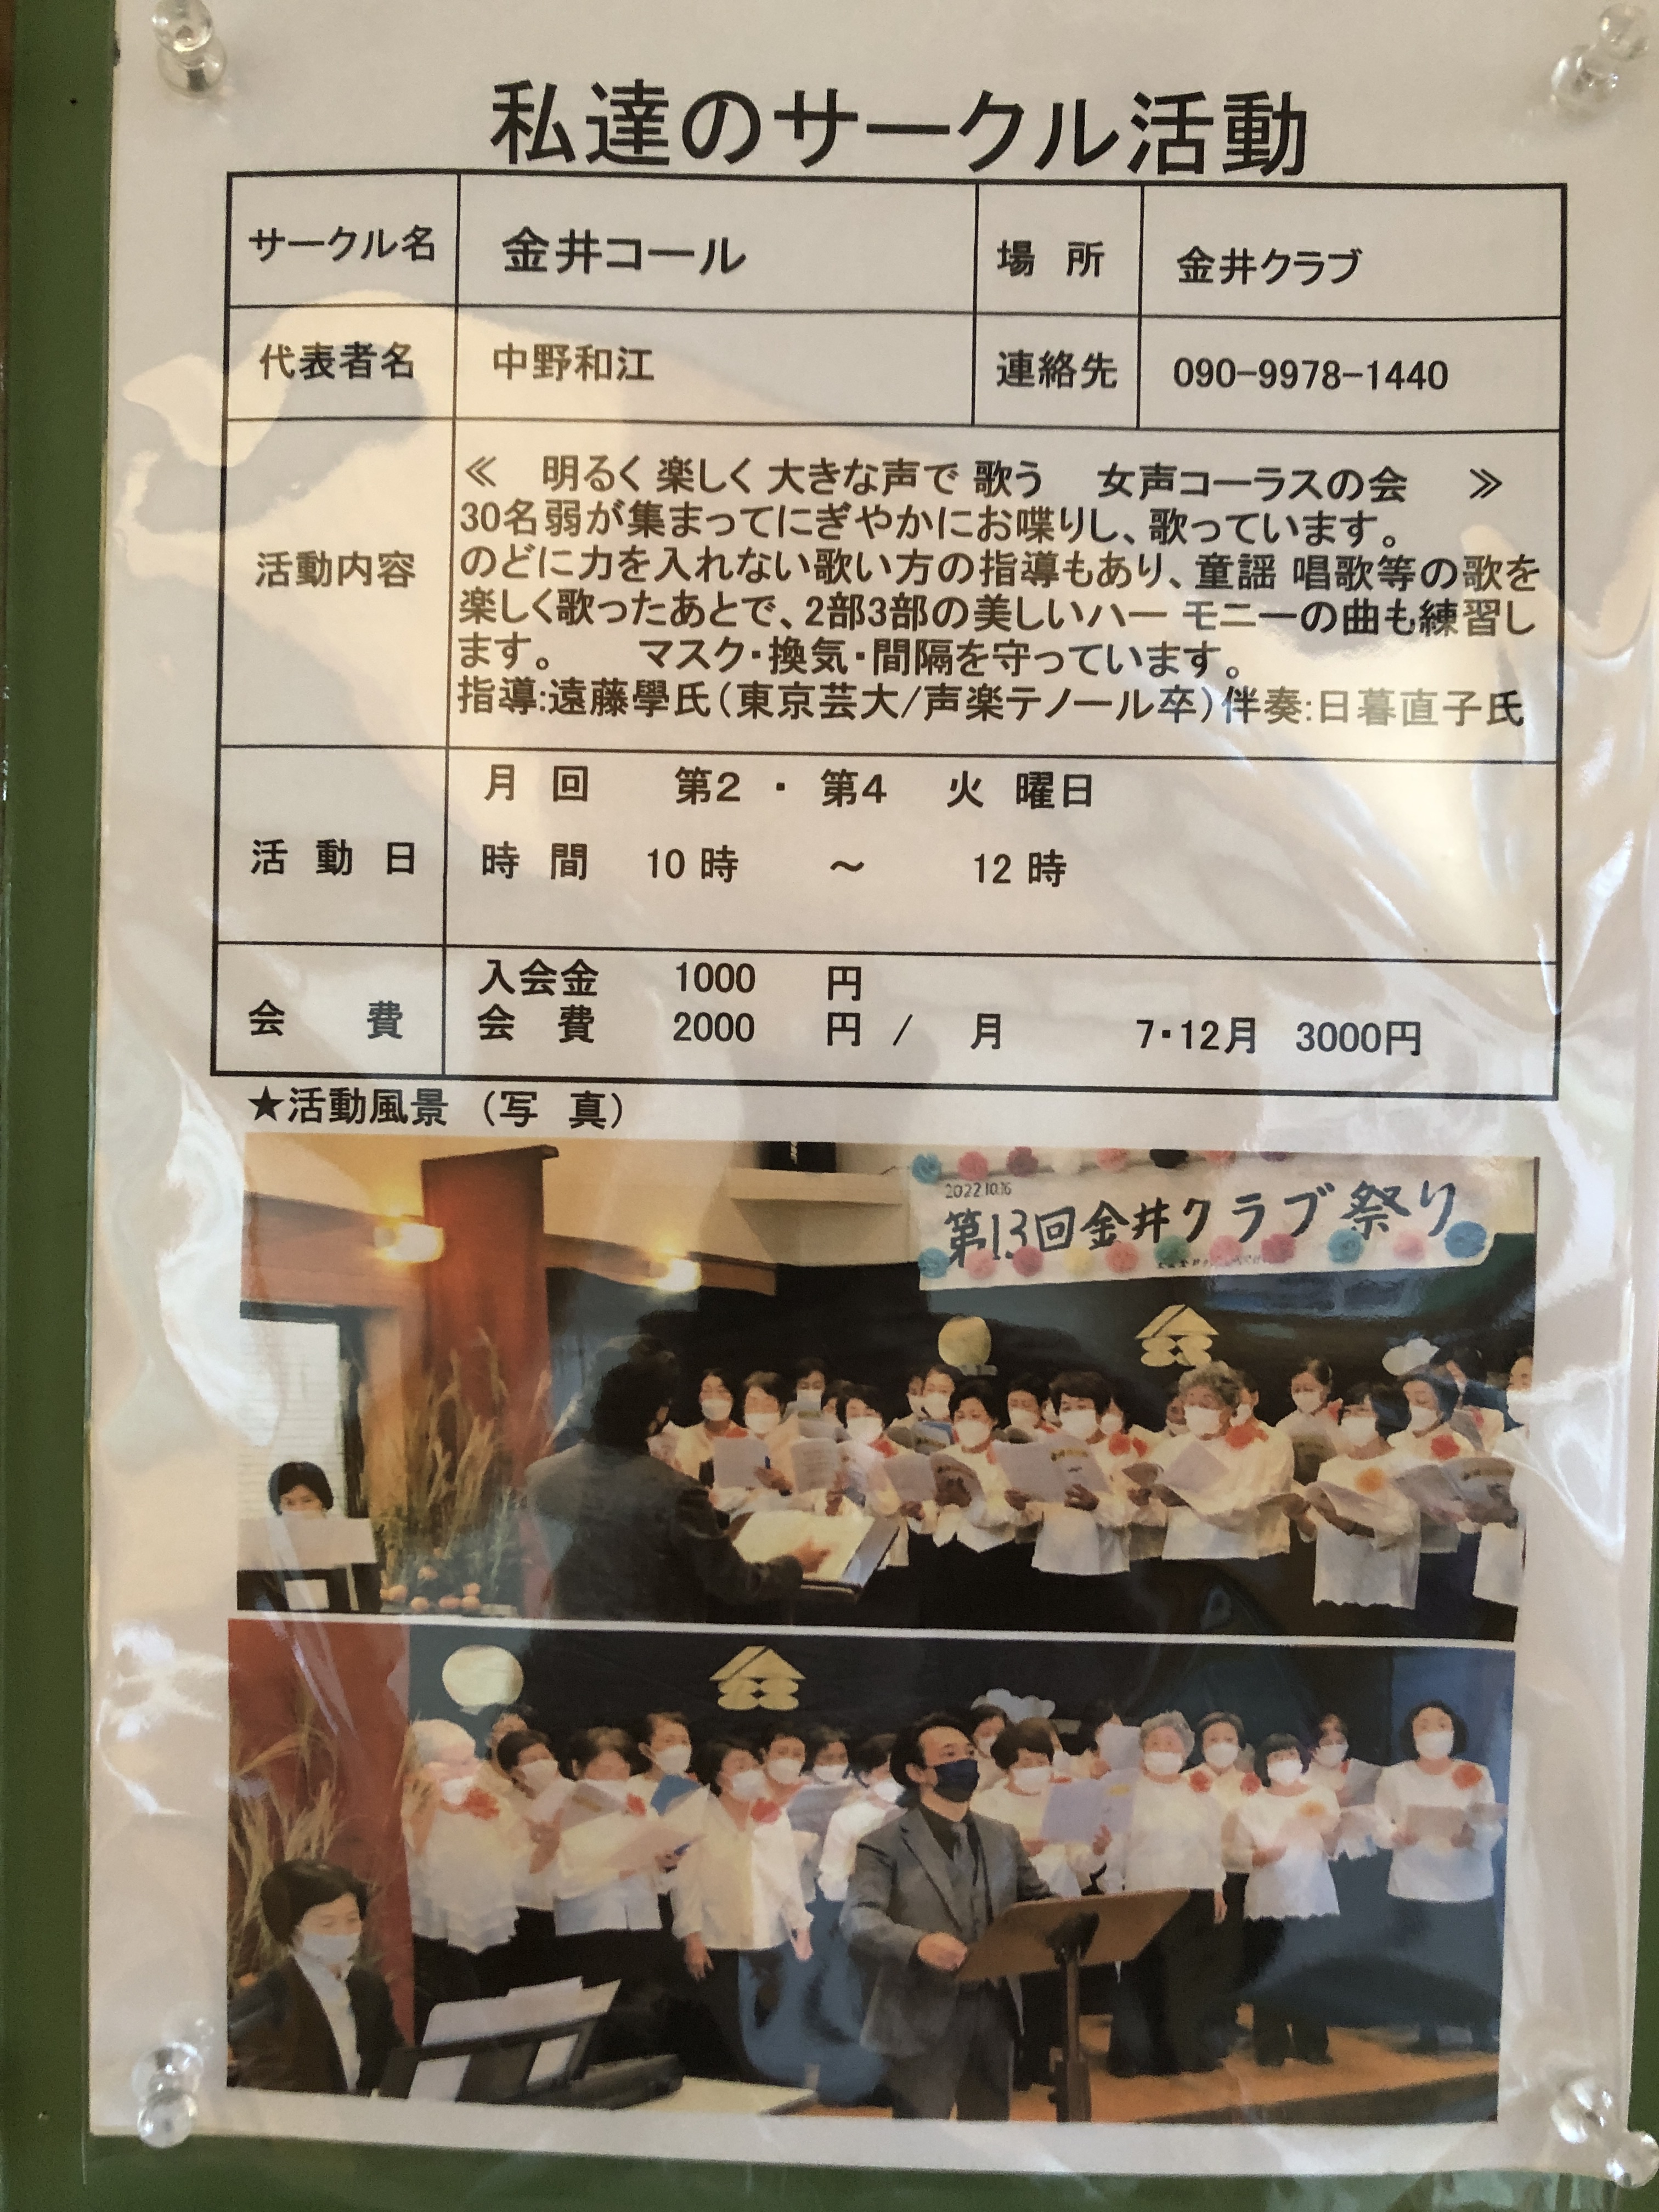 私達のサークル活動
サークル名 金井コール 場 所 金井クラブ
代表者名 中野和江 連絡先 090-9978-1440
活動内容
≪ 明るく 楽しく 大きな声で 歌う 女声コーラスの会 ≫
30名弱が集まってにぎやかにお喋りし、歌っています。
のどに力を入れない歌い方の指導もあり、童謡 唱歌等の歌を
楽しく歌ったあとで、2部3部の美しいハー モニーの曲も練習し
ます。 マスク・換気・間隔を守っています。
指導:遠藤學氏(東京芸大/声楽テノール卒)伴奏:日暮直子氏
活 動 日
月 回 第2 ・ 第4 火 曜日
時 間 10 時 ～ 12 時
会 費
入会金 1000 円
会 費 2000 円 / 月 7・12月 3000円
★活動風景 (写 真)
2022.10.16
第13回金井クラブ祭り